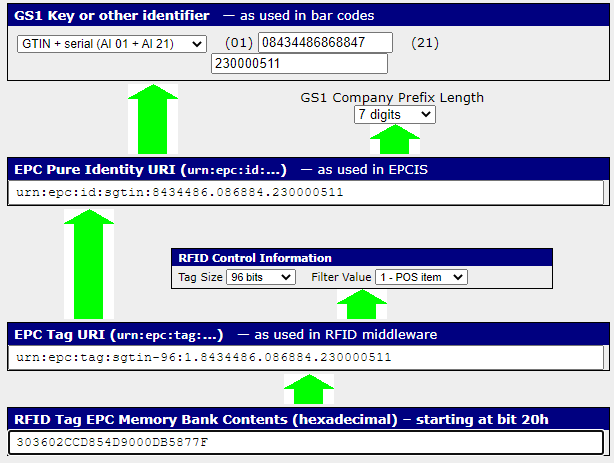 GS1 Key or other identifier — as used in bar codes
GTIN + serial (AI 01 + AI 21) (01) 08434486868847 (21)
230000511
GS1 Company Prefix Length
7 digits
EPC Pure Identity URI (urn:epc:id:...) — as used in EPCIS
urn:epc:id:sgtin:8434486.086884.230000511
RFID Control Information
Tag Size 96 bits Filter Value 1 - POS item
EPC Tag URI (urn:epc:tag:...) — as used in RFID middleware
urn:epc:tag:sgtin-96:1.8434486.086884.230000511
RFID Tag EPC Memory Bank Contents (hexadecimal) – starting at bit 20h
303602CCD854D9000DB5877F